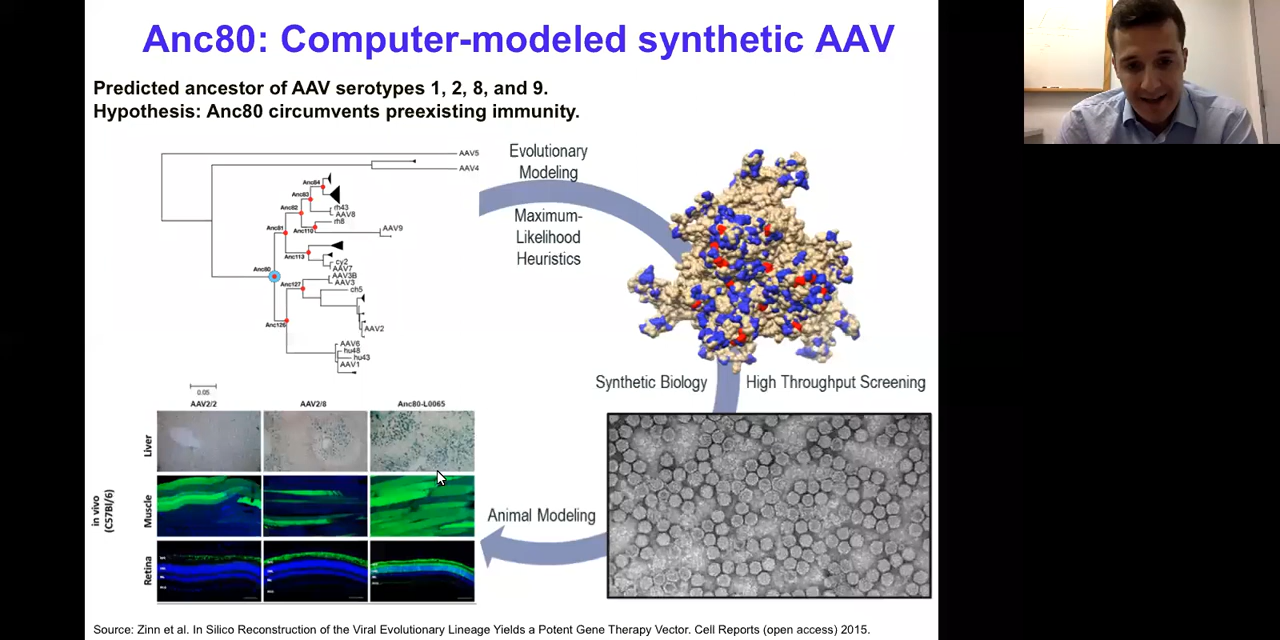 Anc80: Computer-modeled synthetic AAV
Predicted ancestor of AAV serotypes 1, 2, 8, and 9.
Hypothesis: Anc80 circumvents preexisting immunity.
AAV5
AAV4
Anc84
Anc83
Anc82
rh43
AAV8
rh8
Anc81
Anc110
AAV9
Anc113
cy2
AAV7
Anc80
AAV3B
AAV3
Anc127
ch5
Anc126
AAV2
AAV6
hu48
hu43
AAV1
0.05
Evolutionary
Modeling
Maximum-
Likelihood
Heuristics
Synthetic Biology
High Throughput Screening
Animal Modeling
AAV2/2
AAV2/8
Anc80-L0065
in vivo
(C57Bl/6)
Liver
Muscle
Retina
Source: Zinn et al. In Silico Reconstruction of the Viral Evolutionary Lineage Yields a Potent Gene Therapy Vector. Cell Reports (open access) 2015.